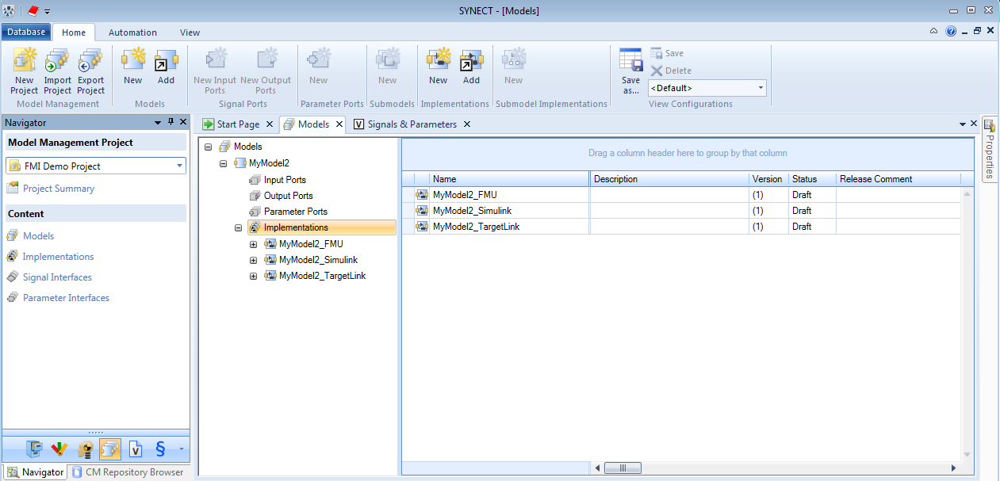 SYNECT - [Models]
Database Home Automation View
New Project
Import Project
Export Project
Model Management
New
Add
Models
New Input Ports
New Output Ports
Signal Ports
New
Parameter Ports
New
Submodels
New
Add
Implementations
New
Submodel Implementations
Save as...
Save
Delete
<Default>
View Configurations
Navigator
Model Management Project
FMI Demo Project
Project Summary
Content
Models
Implementations
Signal Interfaces
Parameter Interfaces
V
§
Navigator
CM Repository Browser
Start Page
Models
V Signals & Parameters
Models
MyModel2
Input Ports
Output Ports
Parameter Ports
Implementations
MyModel2_FMU
MyModel2_Simulink
MyModel2_TargetLink
Drag a column header here to group by that column
Name Description Version Status Release Comment
MyModel2_FMU (1) Draft
MyModel2_Simulink (1) Draft
MyModel2_TargetLink (1) Draft
Properties